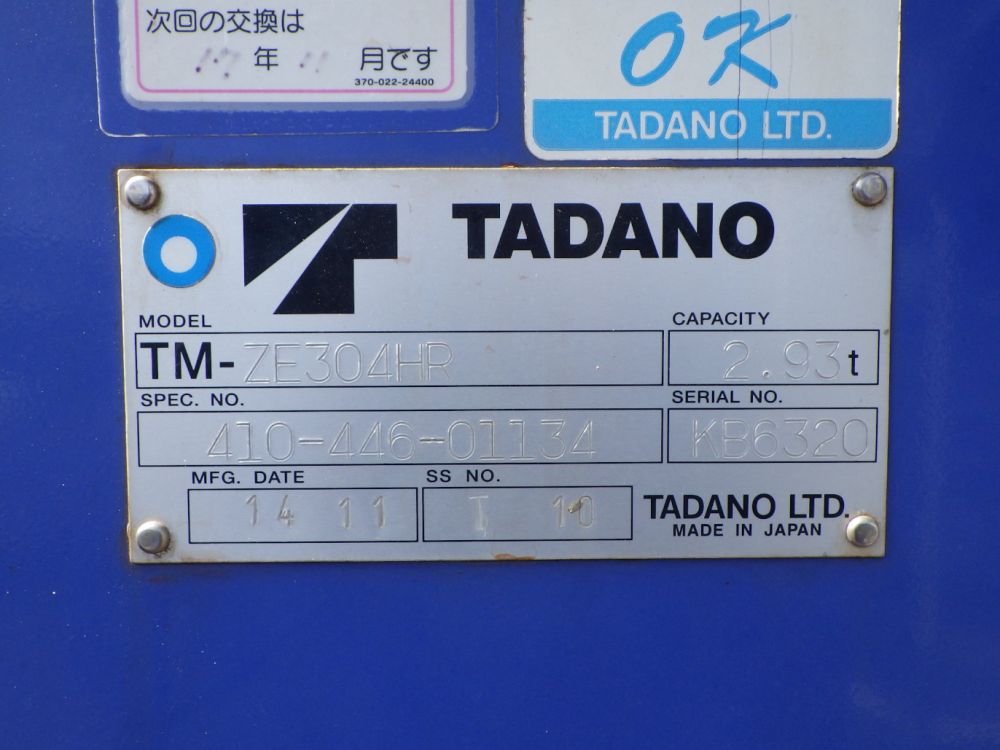 次回の交換は
17 年 11 月です
370-022-24400
OK
TADANO LTD.
TADANO
MODEL
TM-ZE304HR
CAPACITY
2.93t
SPEC. NO.
410-446-01134
SERIAL NO.
KB6320
MFG. DATE
14 11
SS NO.
T 10
TADANO LTD.
MADE IN JAPAN